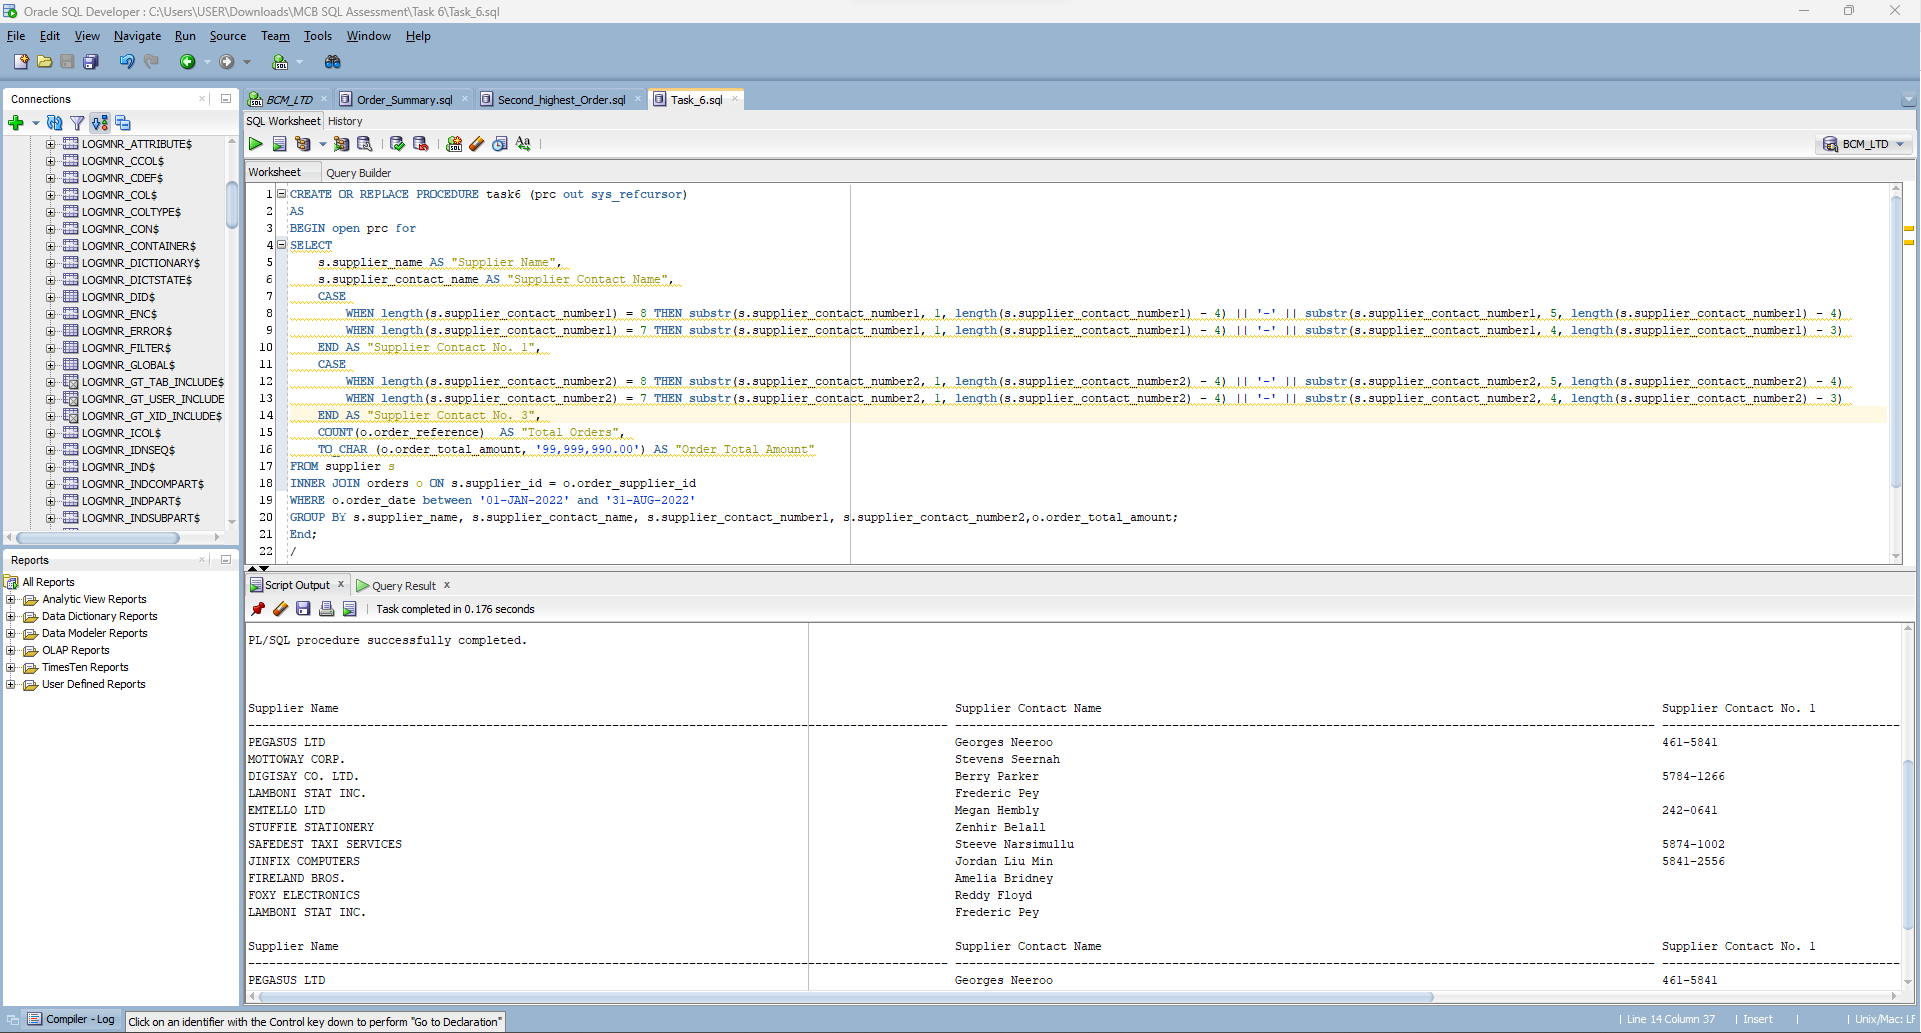 Oracle SQL Developer : C:\Users\USER\Downloads\MCB SQL Assessment\Task 6\Task_6.sql
File Edit View Navigate Run Source Team Tools Window Help
Connections
LOGMNR_ATTRIBUTE$
LOGMNR_CCOL$
LOGMNR_CDEF$
LOGMNR_COL$
LOGMNR_COLTYPE$
LOGMNR_CON$
LOGMNR_CONTAINER$
LOGMNR_DICTIONARY$
LOGMNR_DICTSTATE$
LOGMNR_DID$
LOGMNR_ENC$
LOGMNR_ERROR$
LOGMNR_FILTER$
LOGMNR_GLOBAL$
LOGMNR_GT_TAB_INCLUDE$
LOGMNR_GT_USER_INCLUDE
LOGMNR_GT_XID_INCLUDE$
LOGMNR_ICOL$
LOGMNR_IDNSEQ$
LOGMNR_IND$
LOGMNR_INDCOMPART$
LOGMNR_INDPART$
LOGMNR_INDSUBPART$
Reports
All Reports
Analytic View Reports
Data Dictionary Reports
Data Modeler Reports
OLAP Reports
TimesTen Reports
User Defined Reports
BCM_LTD Order_Summary.sql Second_highest_Order.sql Task_6.sql
SQL Worksheet History
BCM_LTD
Worksheet Query Builder
1 CREATE OR REPLACE PROCEDURE task6 (prc out sys_refcursor)
2 AS
3 BEGIN open prc for
4 SELECT
5 s.supplier_name AS "Supplier Name",
6 s.supplier_contact_name AS "Supplier Contact Name",
7 CASE
8 WHEN length(s.supplier_contact_number1) = 8 THEN substr(s.supplier_contact_number1, 1, length(s.supplier_contact_number1) - 4) || '-' || substr(s.supplier_contact_number1, 5, length(s.supplier_contact_number1) - 4)
9 WHEN length(s.supplier_contact_number1) = 7 THEN substr(s.supplier_contact_number1, 1, length(s.supplier_contact_number1) - 4) || '-' || substr(s.supplier_contact_number1, 4, length(s.supplier_contact_number1) - 3)
10 END AS "Supplier Contact No. 1",
11 CASE
12 WHEN length(s.supplier_contact_number2) = 8 THEN substr(s.supplier_contact_number2, 1, length(s.supplier_contact_number2) - 4) || '-' || substr(s.supplier_contact_number2, 5, length(s.supplier_contact_number2) - 4)
13 WHEN length(s.supplier_contact_number2) = 7 THEN substr(s.supplier_contact_number2, 1, length(s.supplier_contact_number2) - 4) || '-' || substr(s.supplier_contact_number2, 4, length(s.supplier_contact_number2) - 3)
14 END AS "Supplier Contact No. 3",
15 COUNT(o.order_reference) AS "Total Orders",
16 TO_CHAR (o.order_total_amount, '99,999,990.00') AS "Order Total Amount"
17 FROM supplier s
18 INNER JOIN orders o ON s.supplier_id = o.order_supplier_id
19 WHERE o.order_date between '01-JAN-2022' and '31-AUG-2022'
20 GROUP BY s.supplier_name, s.supplier_contact_name, s.supplier_contact_number1, s.supplier_contact_number2,o.order_total_amount;
21 End;
22 /
Script Output Query Result
Task completed in 0.176 seconds
PL/SQL procedure successfully completed.
Supplier Name Supplier Contact Name Supplier Contact No. 1
PEGASUS LTD Georges Neeroo 461-5841
MOTTOWAY CORP. Stevens Seernah
DIGISAY CO. LTD. Berry Parker 5784-1266
LAMBONI STAT INC. Frederic Pey
EMTELLO LTD Megan Hembly 242-0641
STUFFIE STATIONERY Zenhir Belall
SAFEDEST TAXI SERVICES Steeve Narsimullu 5874-1002
JINFIX COMPUTERS Jordan Liu Min 5841-2556
FIRELAND BROS. Amelia Bridney
FOXY ELECTRONICS Reddy Floyd
LAMBONI STAT INC. Frederic Pey
Supplier Name Supplier Contact Name Supplier Contact No. 1
PEGASUS LTD Georges Neeroo 461-5841
Compiler - Log Click on an identifier with the Control key down to perform "Go to Declaration" Line 14 Column 37 Insert Unix/Mac: LF